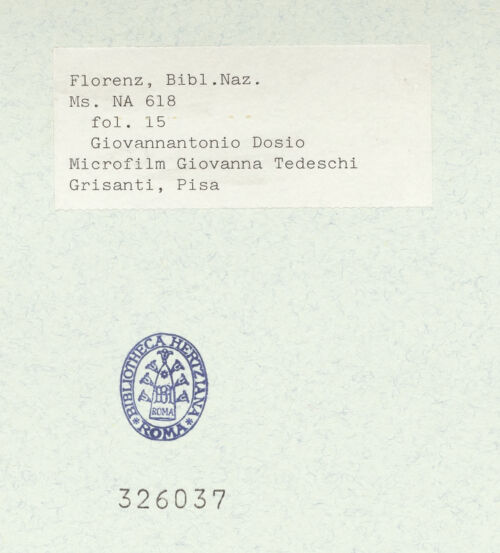 Florenz, Bibl.Naz.
Ms. NA 618
fol. 15
Giovannantonio Dosio
Microfilm Giovanna Tedeschi
Grisanti, Pisa
BIBLIOTHECA HERTZIANA
ROMA
* ROMA *
326037